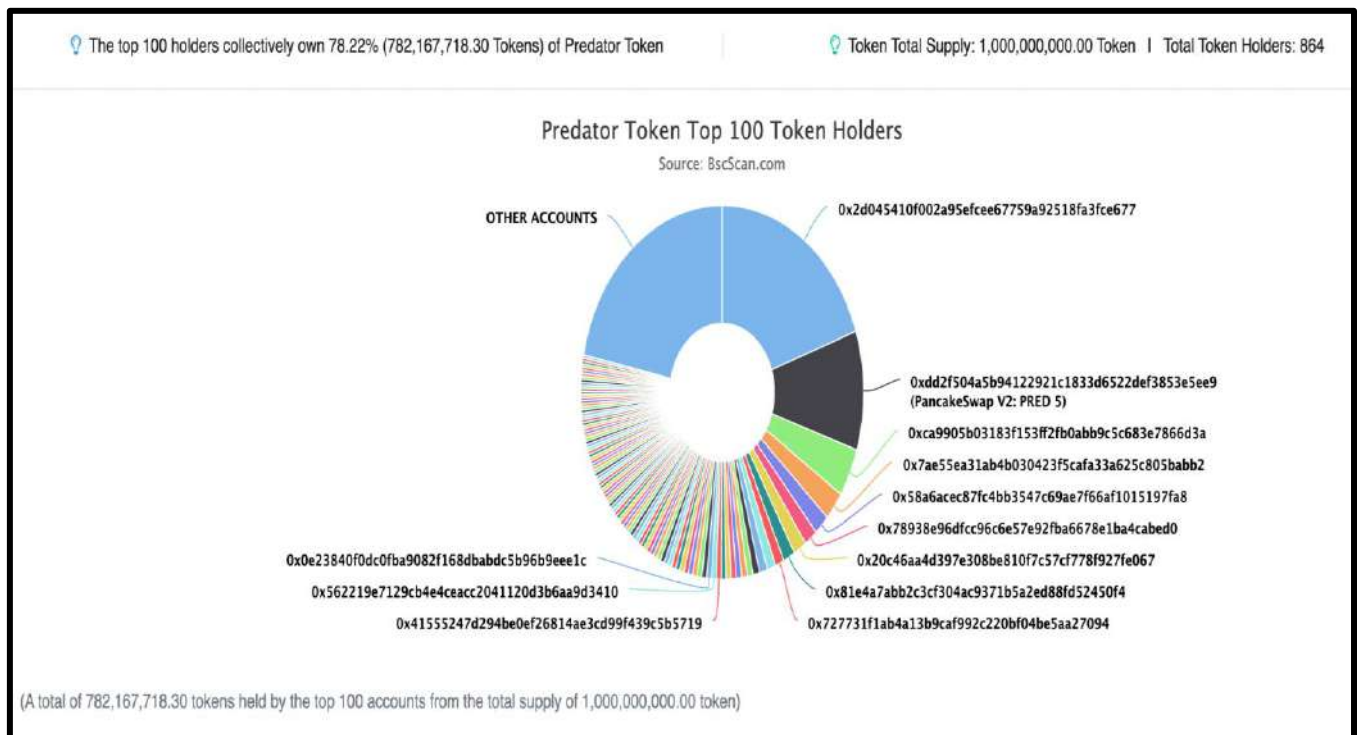 The top 100 holders collectively own 78.22% (782,167,718.30 Tokens) of Predator Token
Token Total Supply: 1,000,000,000.00 Token | Total Token Holders: 864
Predator Token Top 100 Token Holders
Source: BscScan.com
OTHER ACCOUNTS
0x2d045410f002a95efcee67759a92518fa3fce677
0xdd2f504a5b94122921c1833d6522def3853e5ee9
(PancakeSwap V2: PRED 5)
0xca9905b03183f153ff2fb0abb9c5c683e7866d3a
0x7ae55ea31ab4b030423f5cafa33a625c805babb2
0x58a6acec87fc4bb3547c69ae7f66af1015197fa8
0x78938e96dfcc96c6e57e92fba6678e1ba4cabed0
0x20c46aa4d397e308be810f7c57cf778f927fe067
0x81e4a7abb2c3cf304ac9371b5a2ed88fd52450f4
0x727731f1ab4a13b9caf992c220bf04be5aa27094
0x0e23840f0dc0fba9082f168dbabdc5b96b9eee1c
0x562219e7129cb4e4ceacc2041120d3b6aa9d3410
0x41555247d294be0ef26814ae3cd99f439c5b5719
(A total of 782,167,718.30 tokens held by the top 100 accounts from the total supply of 1,000,000,000.00 token)